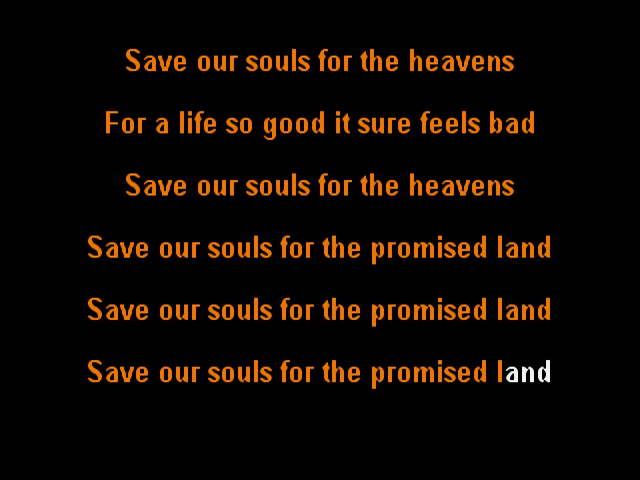 Save our souls for the heavens
For a life so good it sure feels bad
Save our souls for the heavens
Save our souls for the promised land
Save our souls for the promised land
Save our souls for the promised land